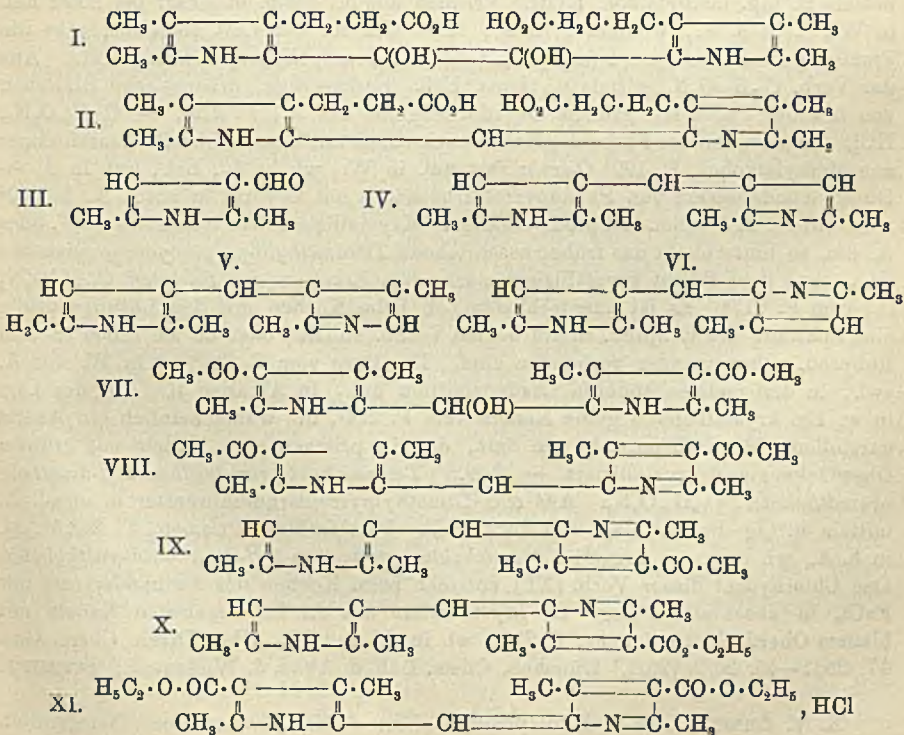 CH₃·C————C·CH₂·CH₂·CO₂H HO₂C·CH₂·CH₂·C————C·CH₃
I. CH₃·C–NH–C————C(OH)====C(OH)————C–NH–C·CH₃
CH₃·C————C·CH₂·CH₂·CO₂H HO₂C·CH₂·CH₂·C====C·CH₃
II. CH₃·C–NH–C————CH====C–N=C·CH₃
III. HC————C·CHO IV. HC————C————CH====C————CH
CH₃·C–NH–C·CH₃ CH₃·C–NH–C·CH₃ CH₃·C=N–C·CH₃
V. VI.
HC————C——CH====C————C·CH₃ HC————C——CH====C–N=C·CH₃
H₃C·C–NH–C·CH₃ CH₃·C=N–CH CH₃·C–NH–C·CH₃ CH₃·C====CH
VII. CH₃·CO·C————C·CH₃ H₃C·C————C·CO·CH₃
CH₃·C–NH–C————CH(OH)————C–NH–C·CH₃
VIII. CH₃·CO·C————C·CH₃ H₃C·C====C·CO·CH₃
CH₃·C–NH–C————CH====C–N=C·CH₃
IX. HC————C————CH====C–N=C·CH₃
CH₃·C–NH–C·CH₃ H₃C·C====C·CO·CH₃
X. HC————C————CH====C–N=C·CH₃
CH₃·C–NH–C·CH₃ CH₃·C====C·CO₂·C₂H₅
XI. H₅C₂·O·OC·C————C·CH₃ H₃C·C====C·CO·O·C₂H₅
CH₃·C–NH–C————CH====C–N=C·CH₃ , HCl